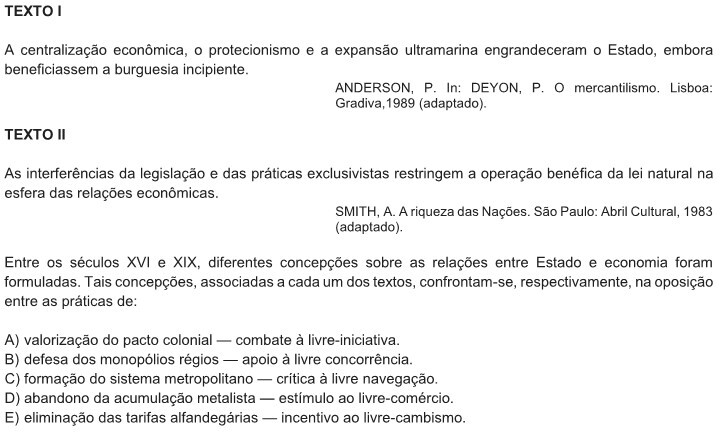 TEXTO I
A centralização econômica, o protecionismo e a expansão ultramarina engrandeceram o Estado, embora
beneficiassem a burguesia incipiente.
ANDERSON, P. In: DEYON, P. O mercantilismo. Lisboa:
Gradiva,1989 (adaptado).
TEXTO II
As interferências da legislação e das práticas exclusivistas restringem a operação benéfica da lei natural na
esfera das relações econômicas.
SMITH, A. A riqueza das Nações. São Paulo: Abril Cultural, 1983
(adaptado).
Entre os séculos XVI e XIX, diferentes concepções sobre as relações entre Estado e economia foram
formuladas. Tais concepções, associadas a cada um dos textos, confrontam-se, respectivamente, na oposição
entre as práticas de:
A) valorização do pacto colonial — combate à livre-iniciativa.
B) defesa dos monopólios régios — apoio à livre concorrência.
C) formação do sistema metropolitano — crítica à livre navegação.
D) abandono da acumulação metalista — estímulo ao livre-comércio.
E) eliminação das tarifas alfandegárias — incentivo ao livre-cambismo.